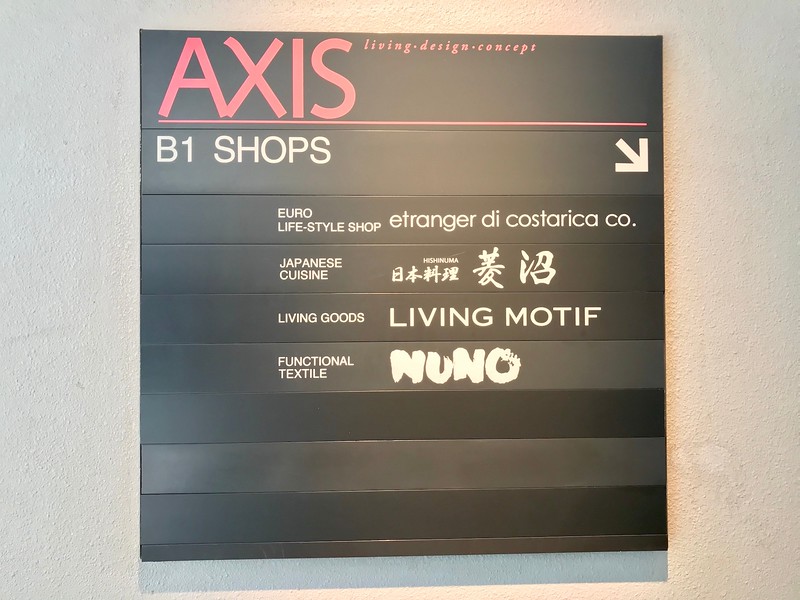 AXIS living·design·concept
B1 SHOPS
EURO
LIFE-STYLE SHOP etranger di costarica co.
JAPANESE
CUISINE
HISHINUMA
日本料理 菱沼
LIVING GOODS LIVING MOTIF
FUNCTIONAL
TEXTILE
NUNO